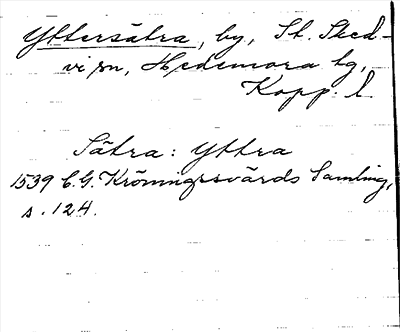 Yttersätra, by, St. Sked-
vi sn, Hedemora tg,
Kopp. l.
Sätra: Yttra
1539 C.G. Kröningssvärds Samling,
s. 124.